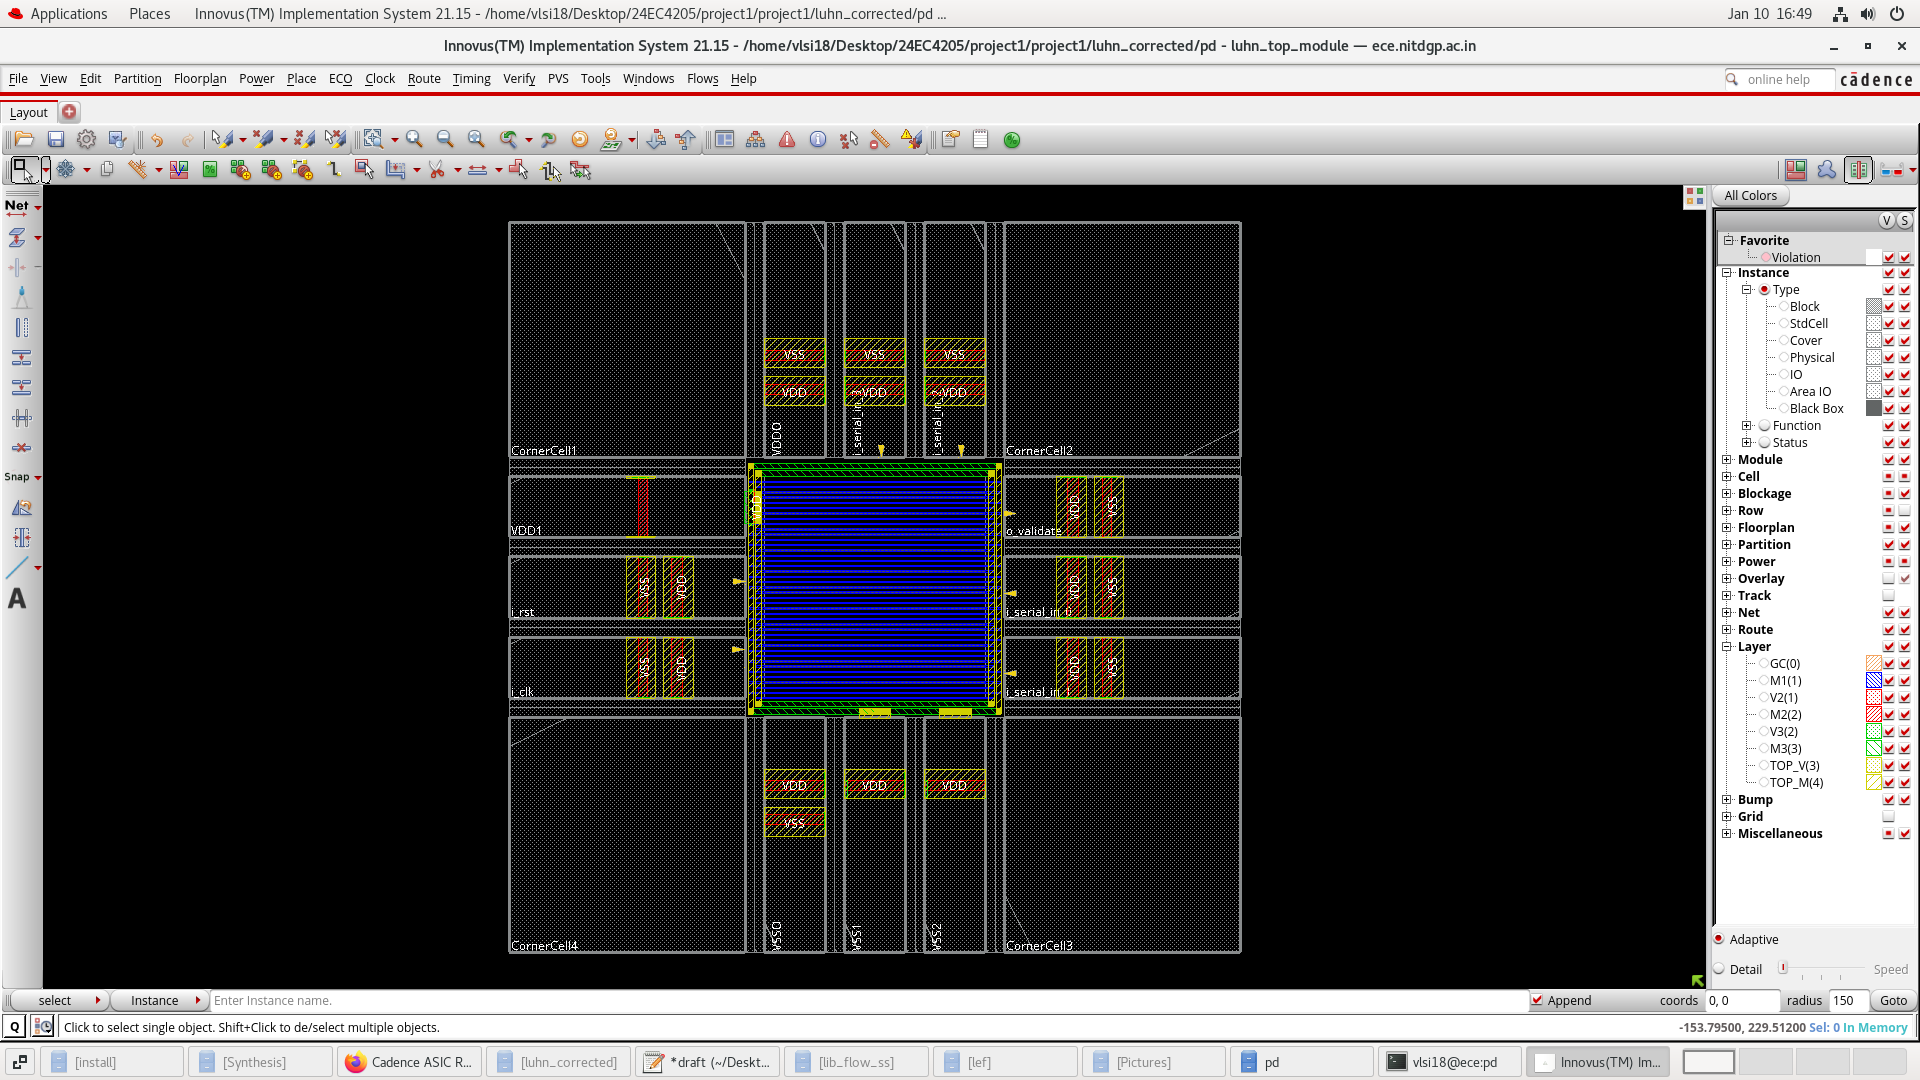 Applications Places Innovus(TM) Implementation System 21.15 - /home/vlsi18/Desktop/24EC4205/project1/project1/luhn_corrected/pd ... Jan 10 16:49
Innovus(TM) Implementation System 21.15 - /home/vlsi18/Desktop/24EC4205/project1/project1/luhn_corrected/pd - luhn_top_module — ece.nitdgp.ac.in
File View Edit Partition Floorplan Power Place ECO Clock Route Timing Verify PVS Tools Windows Flows Help online help cādence
Layout
Net
Snap
A
VSS VSS VSS
VDD VDD VDD
VDDO i_serial_in_3 i_serial_in_2
CornerCell1 CornerCell2
VDD1 VDD o_validate VDD VSS
i_rst VSS VDD i_serial_in_0 VDD VSS
i_clk VSS VDD i_serial_in_1 VDD VSS
VDD VDD VDD
VSS
VSSO VSS1 VSS2
CornerCell4 CornerCell3
All Colors
V S
Favorite
Violation
Instance
Type
Block
StdCell
Cover
Physical
IO
Area IO
Black Box
Function
Status
Module
Cell
Blockage
Row
Floorplan
Partition
Power
Overlay
Track
Net
Route
Layer
GC(0)
M1(1)
V2(1)
M2(2)
V3(2)
M3(3)
TOP_V(3)
TOP_M(4)
Bump
Grid
Miscellaneous
Adaptive
Detail Speed
select Instance Enter Instance name. Append coords 0, 0 radius 150 Goto
Q Click to select single object. Shift+Click to de/select multiple objects. -153.79500, 229.51200 Sel: 0 In Memory
[install] [Synthesis] Cadence ASIC R... [luhn_corrected] *draft (~/Deskt... [lib_flow_ss] [lef] [Pictures] pd vlsi18@ece:pd Innovus(TM) Im...